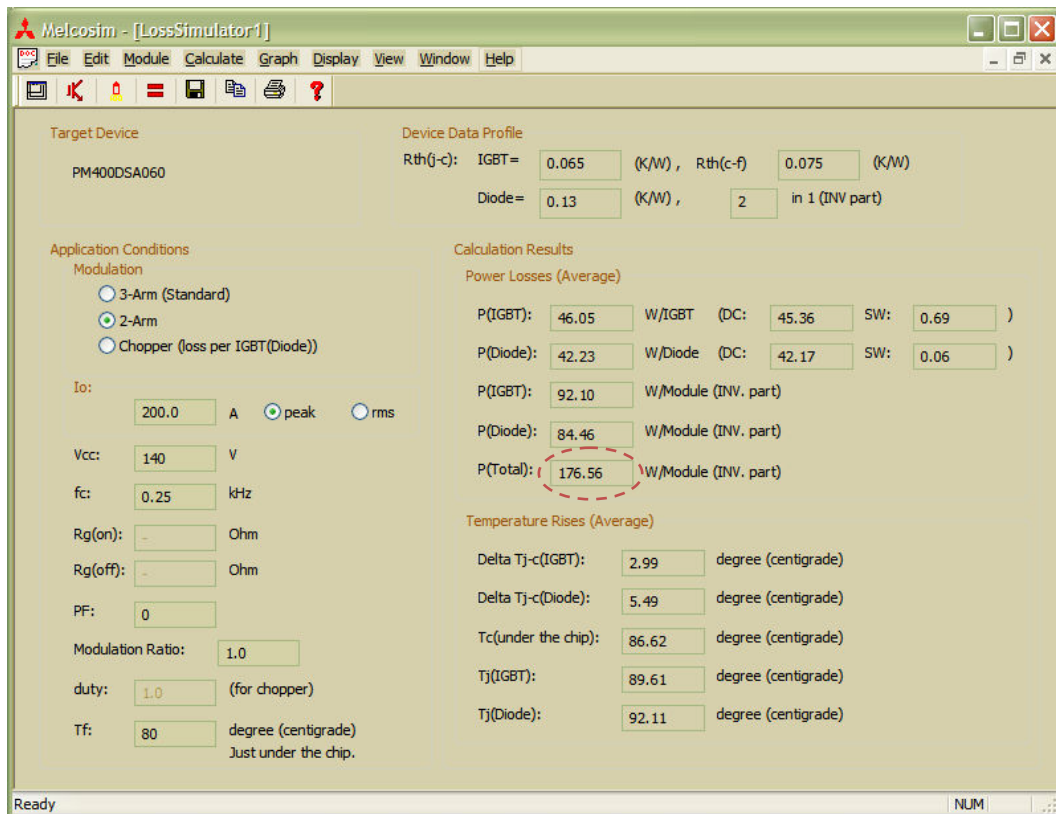 Melcosim - [LossSimulator1]
DOC File Edit Module Calculate Graph Display View Window Help
Target Device
PM400DSA060
Device Data Profile
Rth(j-c): IGBT= 0.065 (K/W) , Rth(c-f) 0.075 (K/W)
Diode= 0.13 (K/W) , 2 in 1 (INV part)
Application Conditions
Modulation
3-Arm (Standard)
2-Arm
Chopper (loss per IGBT(Diode))
Io:
200.0 A peak rms
Vcc: 140 V
fc: 0.25 kHz
Rg(on): - Ohm
Rg(off): - Ohm
PF: 0
Modulation Ratio: 1.0
duty: 1.0 (for chopper)
Tf: 80 degree (centigrade)
Just under the chip.
Calculation Results
Power Losses (Average)
P(IGBT): 46.05 W/IGBT (DC: 45.36 SW: 0.69 )
P(Diode): 42.23 W/Diode (DC: 42.17 SW: 0.06 )
P(IGBT): 92.10 W/Module (INV. part)
P(Diode): 84.46 W/Module (INV. part)
P(Total): 176.56 W/Module (INV. part)
Temperature Rises (Average)
Delta Tj-c(IGBT): 2.99 degree (centigrade)
Delta Tj-c(Diode): 5.49 degree (centigrade)
Tc(under the chip): 86.62 degree (centigrade)
Tj(IGBT): 89.61 degree (centigrade)
Tj(Diode): 92.11 degree (centigrade)
Ready NUM